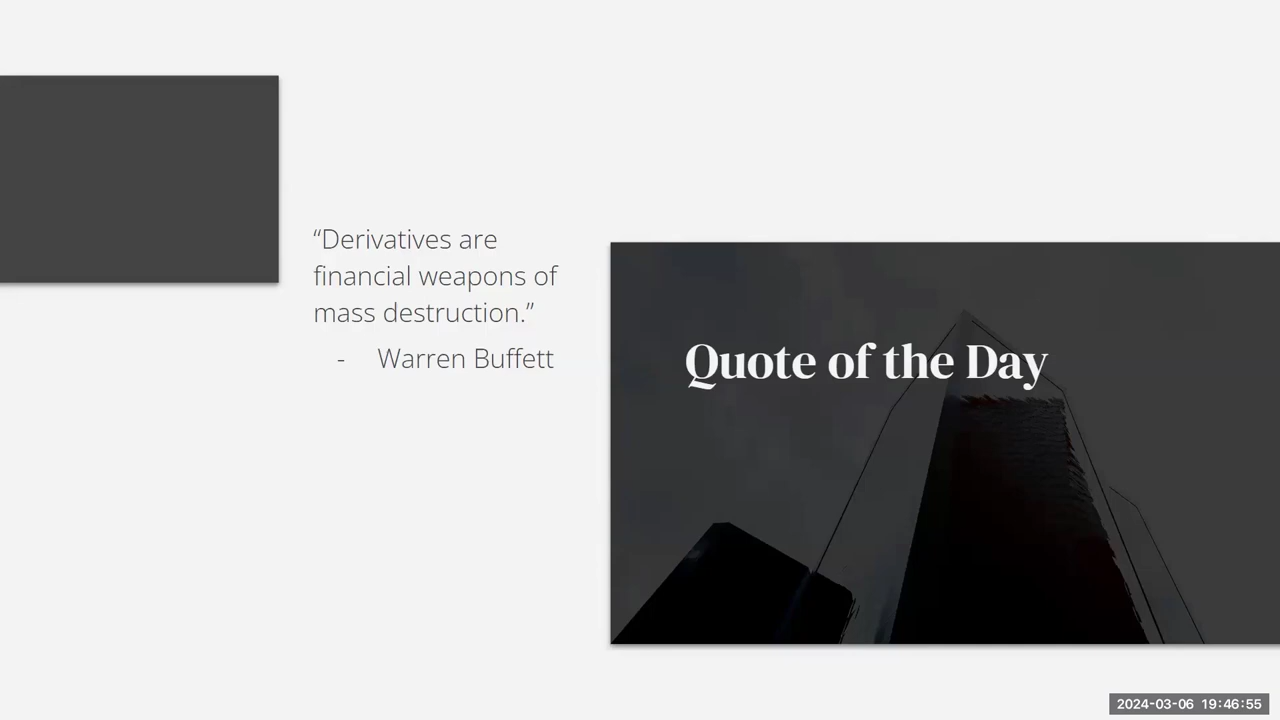 “Derivatives are
financial weapons of
mass destruction.”
- Warren Buffett
Quote of the Day
2024-03-06 19:46:55